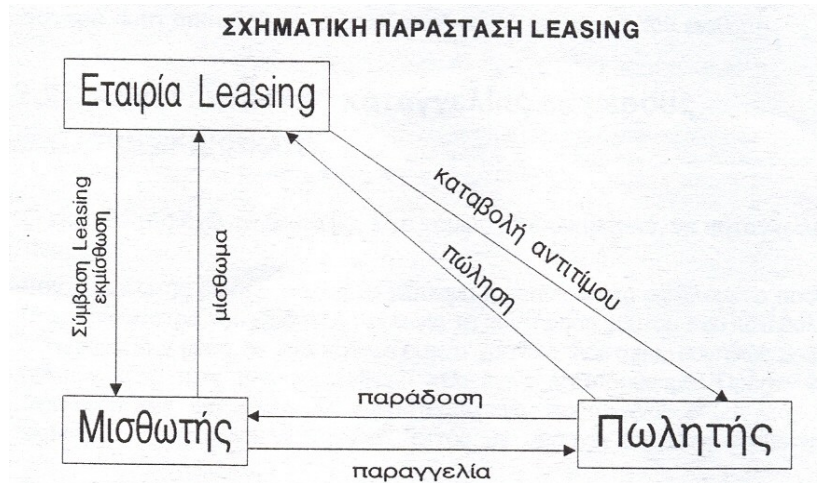 ΣΧΗΜΑΤΙΚΗ ΠΑΡΑΣΤΑΣΗ LEASING
Εταιρία Leasing
Σύμβαση Leasing
εκμίσθωση
μίσθωμα
καταβολή αντιτίμου
πώληση
παράδοση
Μισθωτής
Πωλητής
παραγγελία